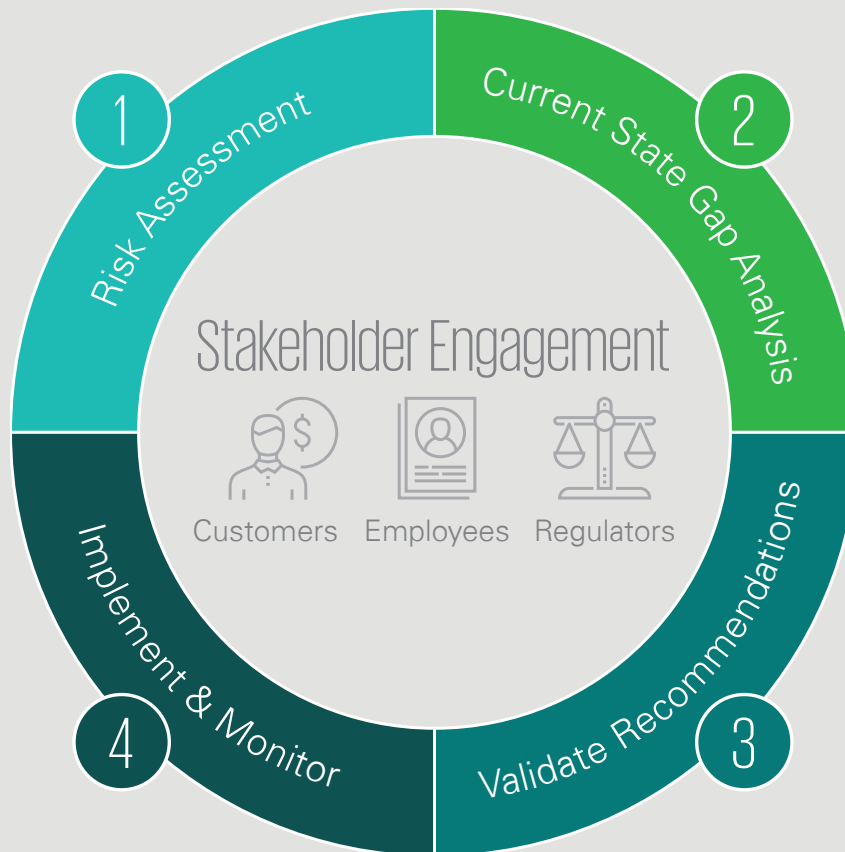 1
Risk Assessment
2
Current State Gap Analysis
Stakeholder Engagement
$
Customers Employees Regulators
4
Implement & Monitor
3
Validate Recommendations